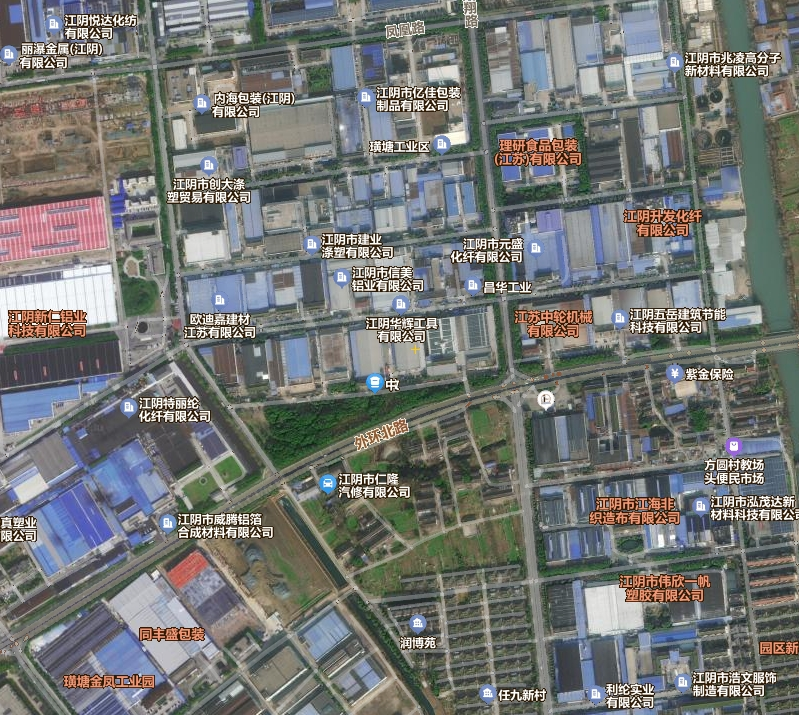 江阴悦达化纺
有限公司
丽瀑金属(江阴)
有限公司
凤凰路
翔
路
江阴市兆凌高分子
新材料有限公司
内海包装(江阴)
有限公司
江阴市亿佳包装
制品有限公司
璜塘工业区
理研食品包装
(江苏)有限公司
江阴市创大涤
塑贸易有限公司
江阴升发化纤
有限公司
江阴市建业
涤塑有限公司
江阴市元盛
化纤有限公司
江阴市信美
铝业有限公司
昌华工业
江阴新仁铝业
科技有限公司
欧迪嘉建材
江苏有限公司
江阴华辉工具
有限公司
江苏中轮机械
有限公司
江阴五岳建筑节能
科技有限公司
紫金保险
江阴特丽纶
化纤有限公司
外环北路
方圆村教场
头便民市场
江阴市仁隆
汽修有限公司
真塑业
限公司
江阴市威腾铝箔
合成材料有限公司
江阴市江海非
织造布有限公司
江阴市泓茂达新
材料科技有限公
江阴市伟欣一帆
塑胶有限公司
同丰盛包装
润博苑
园区新
璜塘金凤工业园
任九新村
利纶实业
有限公司
江阴市浩文服饰
制造有限公司